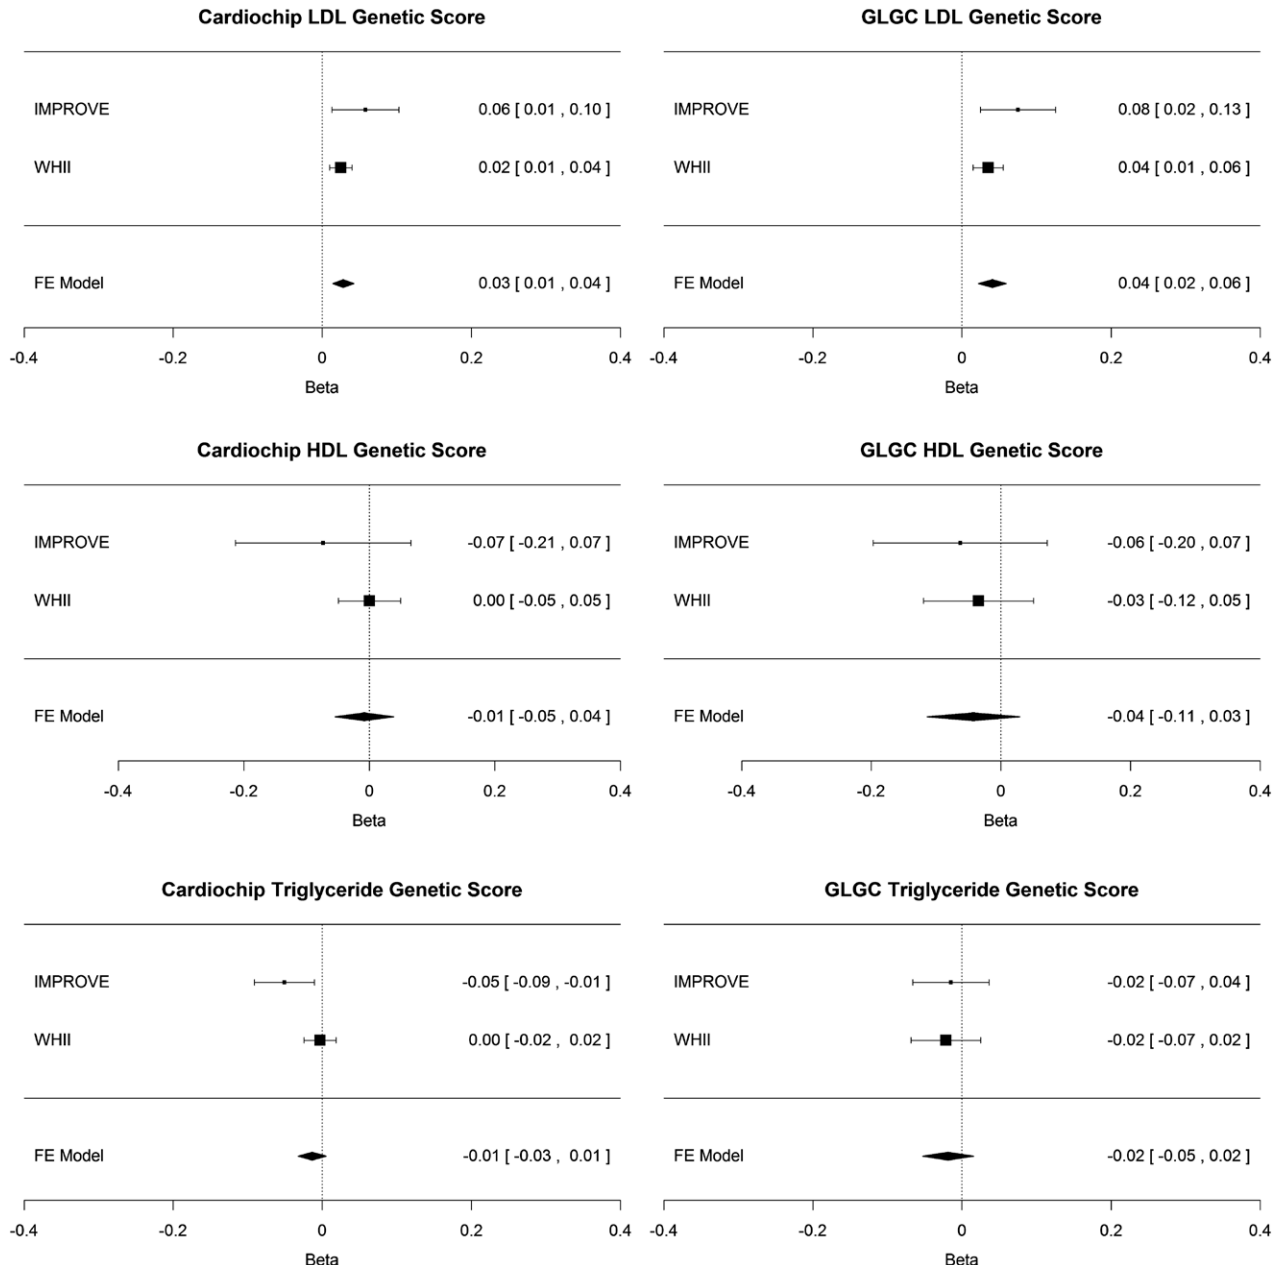 Cardiochip LDL Genetic Score
IMPROVE 0.06 [ 0.01 , 0.10 ]
WHII 0.02 [ 0.01 , 0.04 ]
FE Model 0.03 [ 0.01 , 0.04 ]
-0.4 -0.2 0 0.2 0.4
Beta
GLGC LDL Genetic Score
IMPROVE 0.08 [ 0.02 , 0.13 ]
WHII 0.04 [ 0.01 , 0.06 ]
FE Model 0.04 [ 0.02 , 0.06 ]
-0.4 -0.2 0 0.2 0.4
Beta
Cardiochip HDL Genetic Score
IMPROVE -0.07 [ -0.21 , 0.07 ]
WHII 0.00 [ -0.05 , 0.05 ]
FE Model -0.01 [ -0.05 , 0.04 ]
-0.4 -0.2 0 0.2 0.4
Beta
GLGC HDL Genetic Score
IMPROVE -0.06 [ -0.20 , 0.07 ]
WHII -0.03 [ -0.12 , 0.05 ]
FE Model -0.04 [ -0.11 , 0.03 ]
-0.4 -0.2 0 0.2 0.4
Beta
Cardiochip Triglyceride Genetic Score
IMPROVE -0.05 [ -0.09 , -0.01 ]
WHII 0.00 [ -0.02 , 0.02 ]
FE Model -0.01 [ -0.03 , 0.01 ]
-0.4 -0.2 0 0.2 0.4
Beta
GLGC Triglyceride Genetic Score
IMPROVE -0.02 [ -0.07 , 0.04 ]
WHII -0.02 [ -0.07 , 0.02 ]
FE Model -0.02 [ -0.05 , 0.02 ]
-0.4 -0.2 0 0.2 0.4
Beta